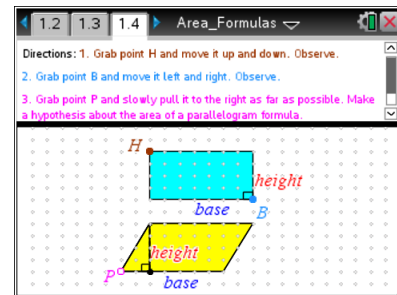 1.2 1.3 1.4 Area_Formulas
Directions: 1. Grab point H and move it up and down. Observe.
2. Grab point B and move it left and right. Observe.
3. Grab point P and slowly pull it to the right as far as possible. Make
a hypothesis about the area of a parallelogram formula.
H
height
base B
height
P
base